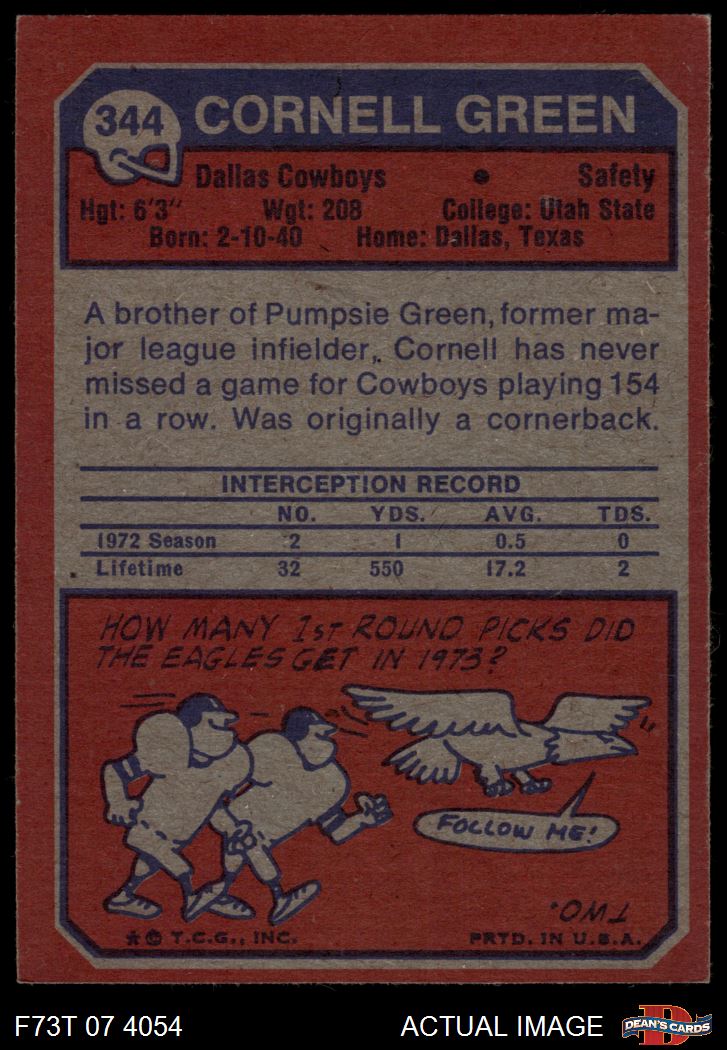 344 CORNELL GREEN
Dallas Cowboys • Safety
Hgt: 6'3" Wgt: 208 College: Utah State
Born: 2-10-40 Home: Dallas, Texas
A brother of Pumpsie Green, former ma-
jor league infielder, Cornell has never
missed a game for Cowboys playing 154
in a row. Was originally a cornerback.
INTERCEPTION RECORD
NO. YDS. AVG. TDS.
1972 Season 2 1 0.5 0
Lifetime 32 550 17.2 2
HOW MANY 1ST ROUND PICKS DID
THE EAGLES GET IN 1973?
FOLLOW ME!
TWO.
* © T.C.G., INC. PRTD. IN U.S.A.
F73T 07 4054 ACTUAL IMAGE D DEAN'S CARDS